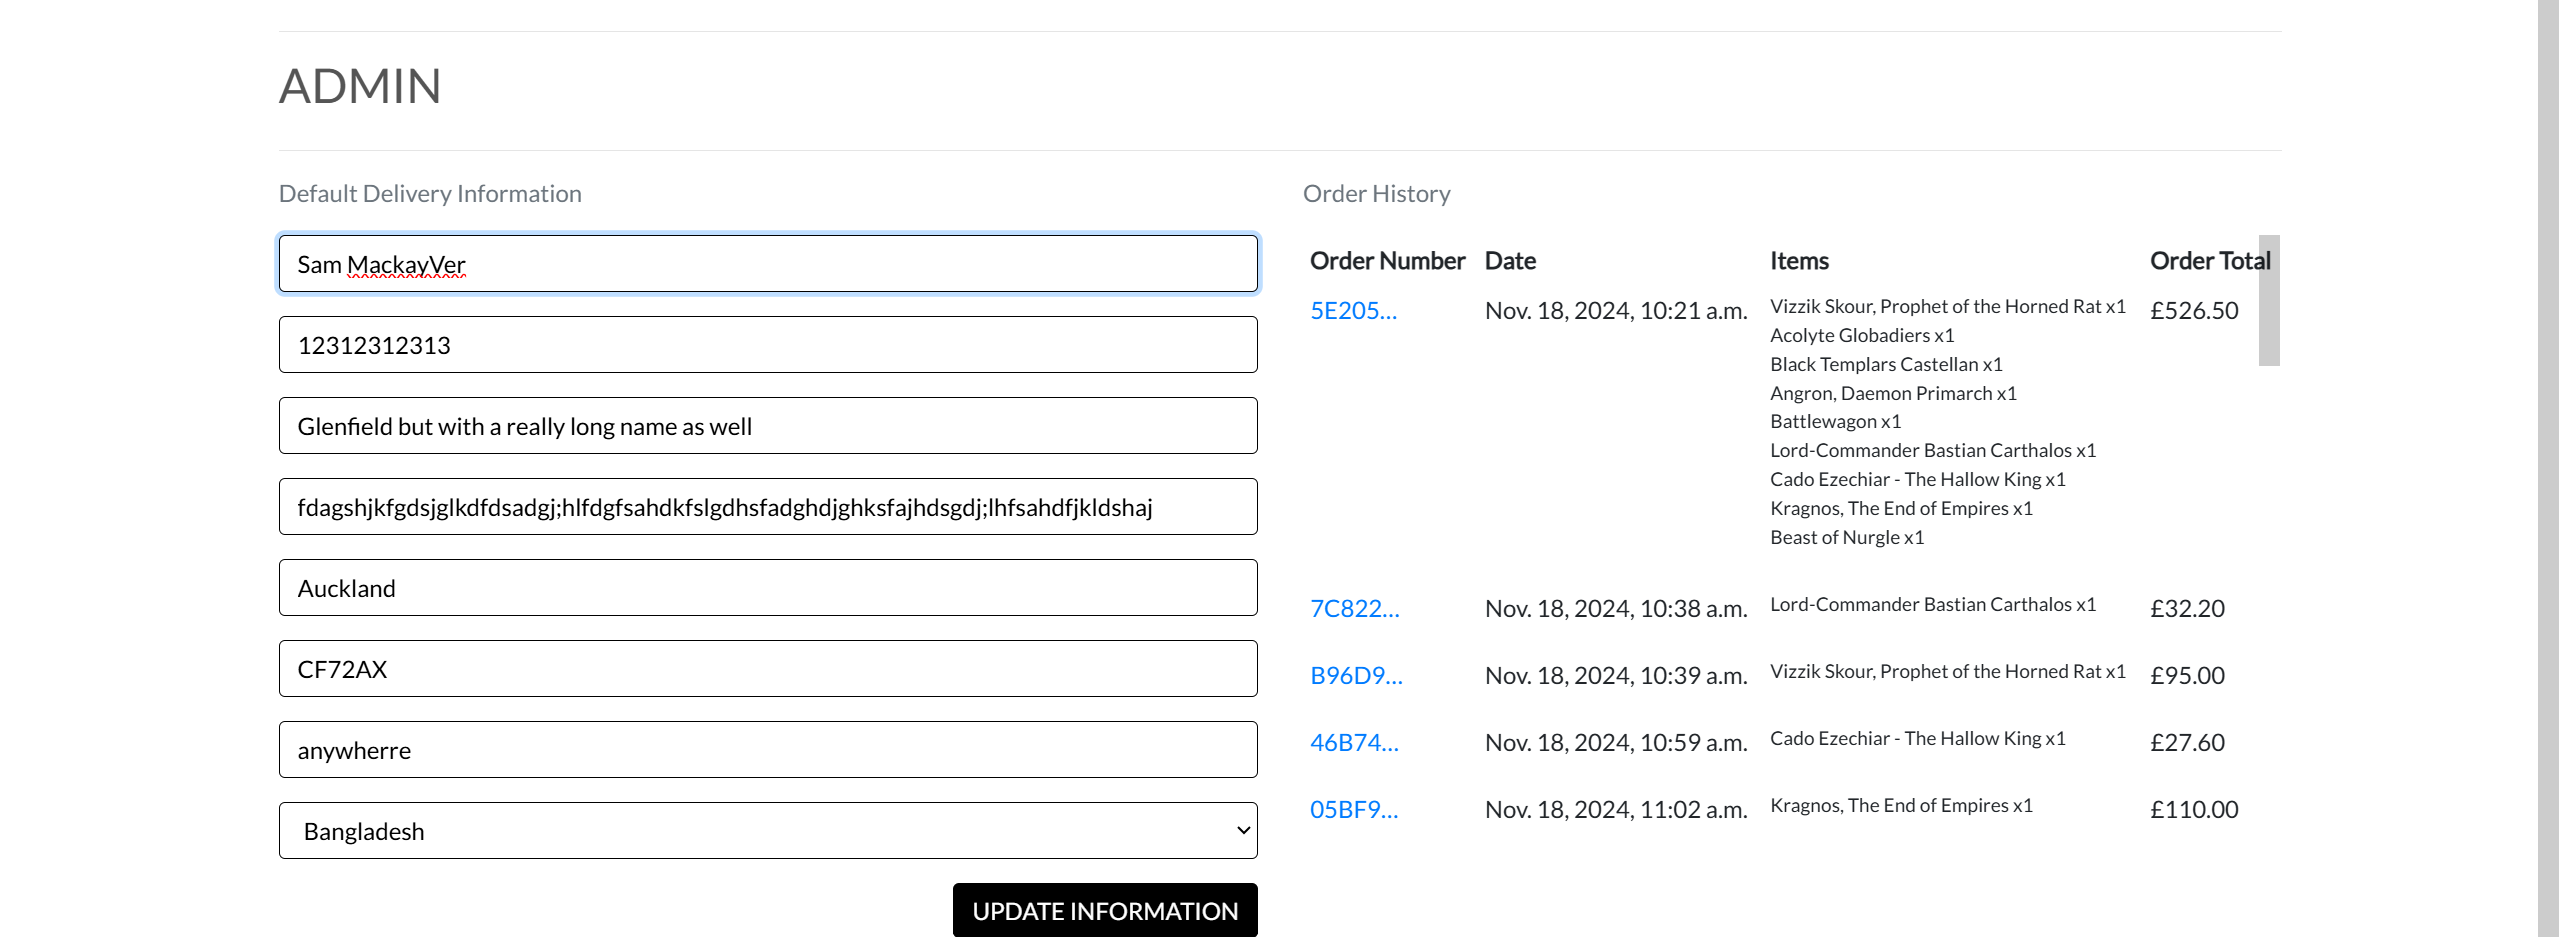 ADMIN
Default Delivery Information
Sam MackayVer
12312312313
Glenfield but with a really long name as well
fdagshjkfgdsjglkdfdsadgj;hlfdgfsahdkfslgdhsfadghdjghksfajhdsgdj;lhfsahdfjkldshaj
Auckland
CF72AX
anywherre
Bangladesh
UPDATE INFORMATION
Order History
Order Number Date Items Order Total
5E205... Nov. 18, 2024, 10:21 a.m. Vizzik Skour, Prophet of the Horned Rat x1 £526.50
Acolyte Globadiers x1
Black Templars Castellan x1
Angron, Daemon Primarch x1
Battlewagon x1
Lord-Commander Bastian Carthalos x1
Cado Ezechiar - The Hallow King x1
Kragnos, The End of Empires x1
Beast of Nurgle x1
7C822... Nov. 18, 2024, 10:38 a.m. Lord-Commander Bastian Carthalos x1 £32.20
B96D9... Nov. 18, 2024, 10:39 a.m. Vizzik Skour, Prophet of the Horned Rat x1 £95.00
46B74... Nov. 18, 2024, 10:59 a.m. Cado Ezechiar - The Hallow King x1 £27.60
05BF9... Nov. 18, 2024, 11:02 a.m. Kragnos, The End of Empires x1 £110.00